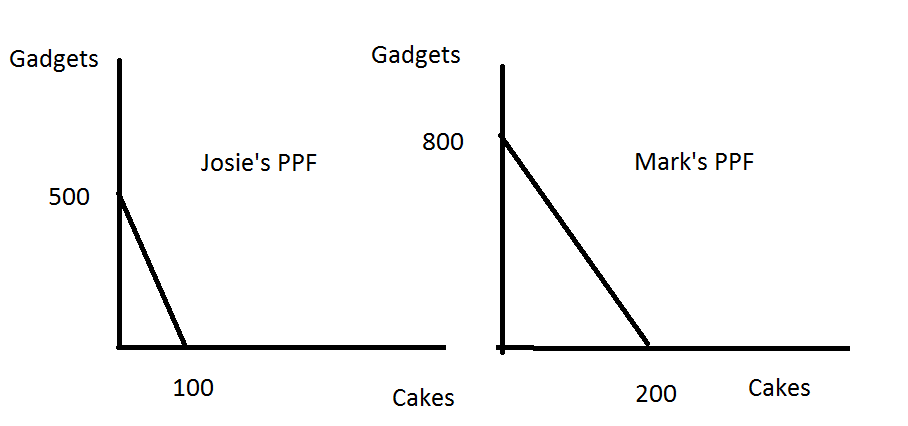 Gadgets
500
Josie's PPF
100
Cakes
Gadgets
800
Mark's PPF
200
Cakes